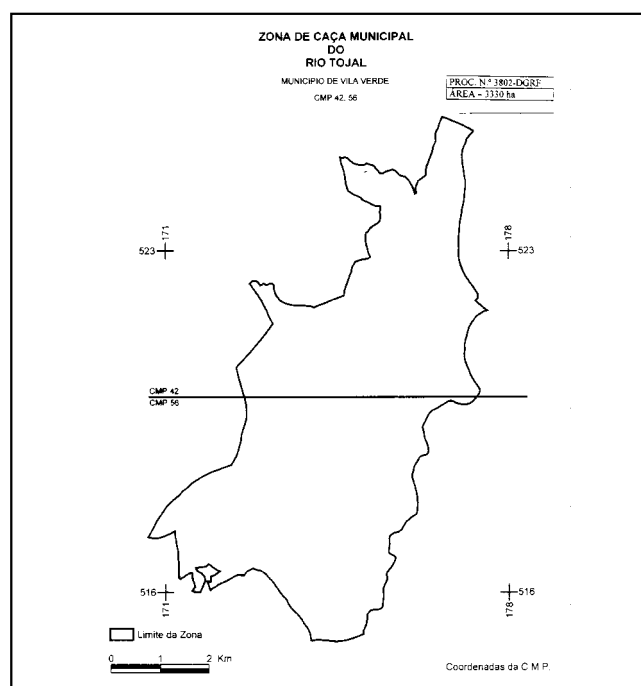 ZONA DE CAÇA MUNICIPAL
DO
RIO TOJAL
MUNICIPIO DE VILA VERDE
CMP 42, 56
PROC. N.º 3802-DGRF
ÁREA - 3330 ha
171
523
178
523
CMP 42
CMP 56
516
171
516
178
Limite da Zona
0 1 2 Km
Coordenadas da C M P.